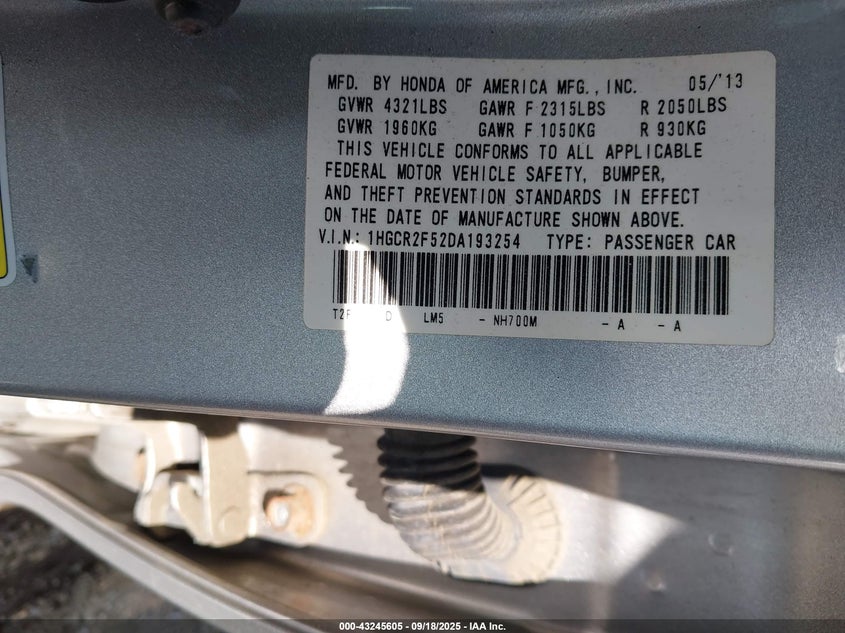 MFD. BY HONDA OF AMERICA MFG., INC. 05/'13
GVWR 4321LBS GAWR F 2315LBS R 2050LBS
GVWR 1960KG GAWR F 1050KG R 930KG
THIS VEHICLE CONFORMS TO ALL APPLICABLE
FEDERAL MOTOR VEHICLE SAFETY, BUMPER,
AND THEFT PREVENTION STANDARDS IN EFFECT
ON THE DATE OF MANUFACTURE SHOWN ABOVE.
V.I.N.: 1HGCR2F52DA193254 TYPE: PASSENGER CAR
D LM5 - NH700M - A - A
000-43245605 - 09/18/2025 - IAA Inc.